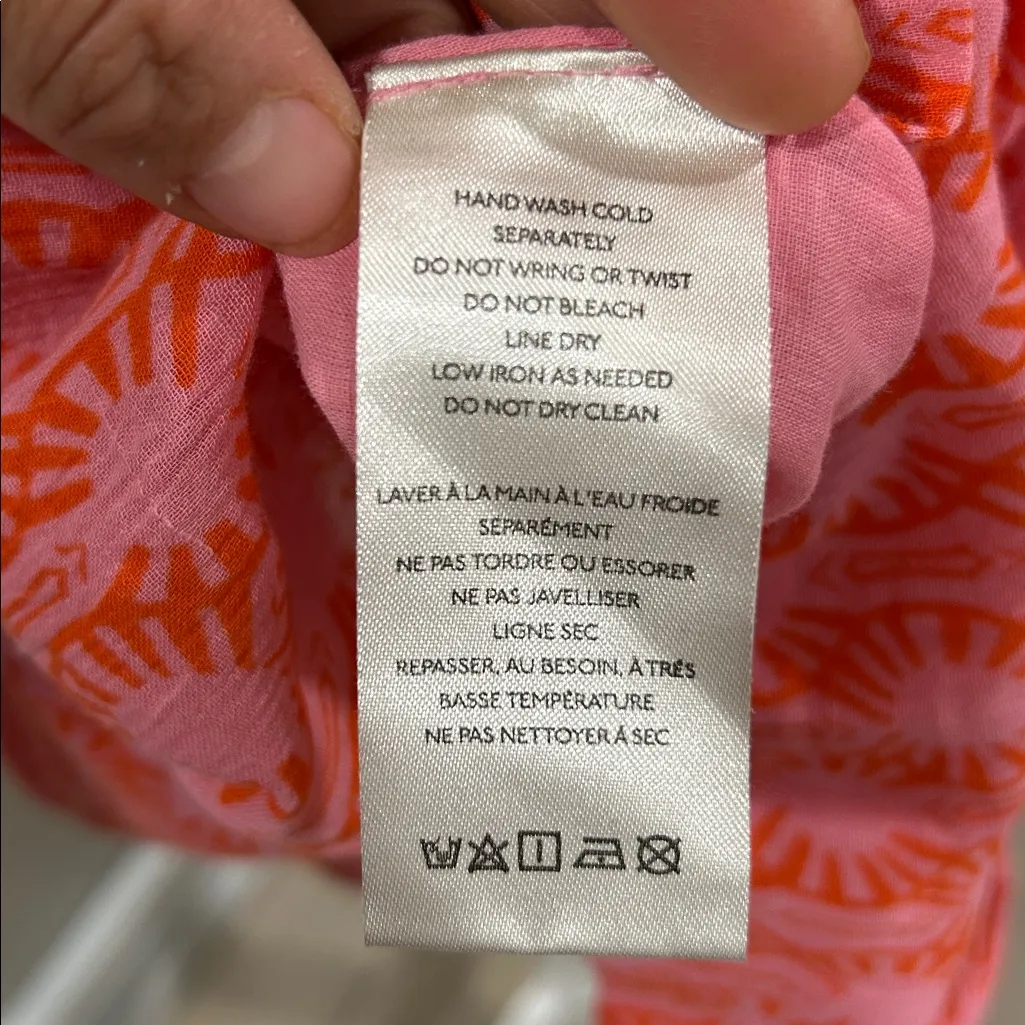 HAND WASH COLD
SEPARATELY
DO NOT WRING OR TWIST
DO NOT BLEACH
LINE DRY
LOW IRON AS NEEDED
DO NOT DRY CLEAN
LAVER À LA MAIN À L'EAU FROIDE
SEPARÉMENT
NE PAS TORDRE OU ESSORER
NE PAS JAVELLISER
LIGNE SEC
REPASSER, AU BESOIN, À TRÉS
BASSE TEMPÉRATURE
NE PAS NETTOYER À SEC